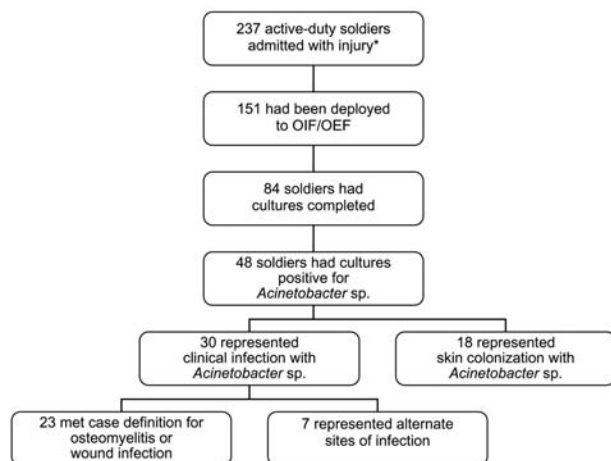 237 active-duty soldiers
admitted with injury*
151 had been deployed
to OIF/OEF
84 soldiers had
cultures completed
48 soldiers had cultures
positive for
Acinetobacter sp.
30 represented
clinical infection with
Acinetobacter sp.
18 represented
skin colonization with
Acinetobacter sp.
23 met case definition for
osteomyelitis or
wound infection
7 represented alternate
sites of infection